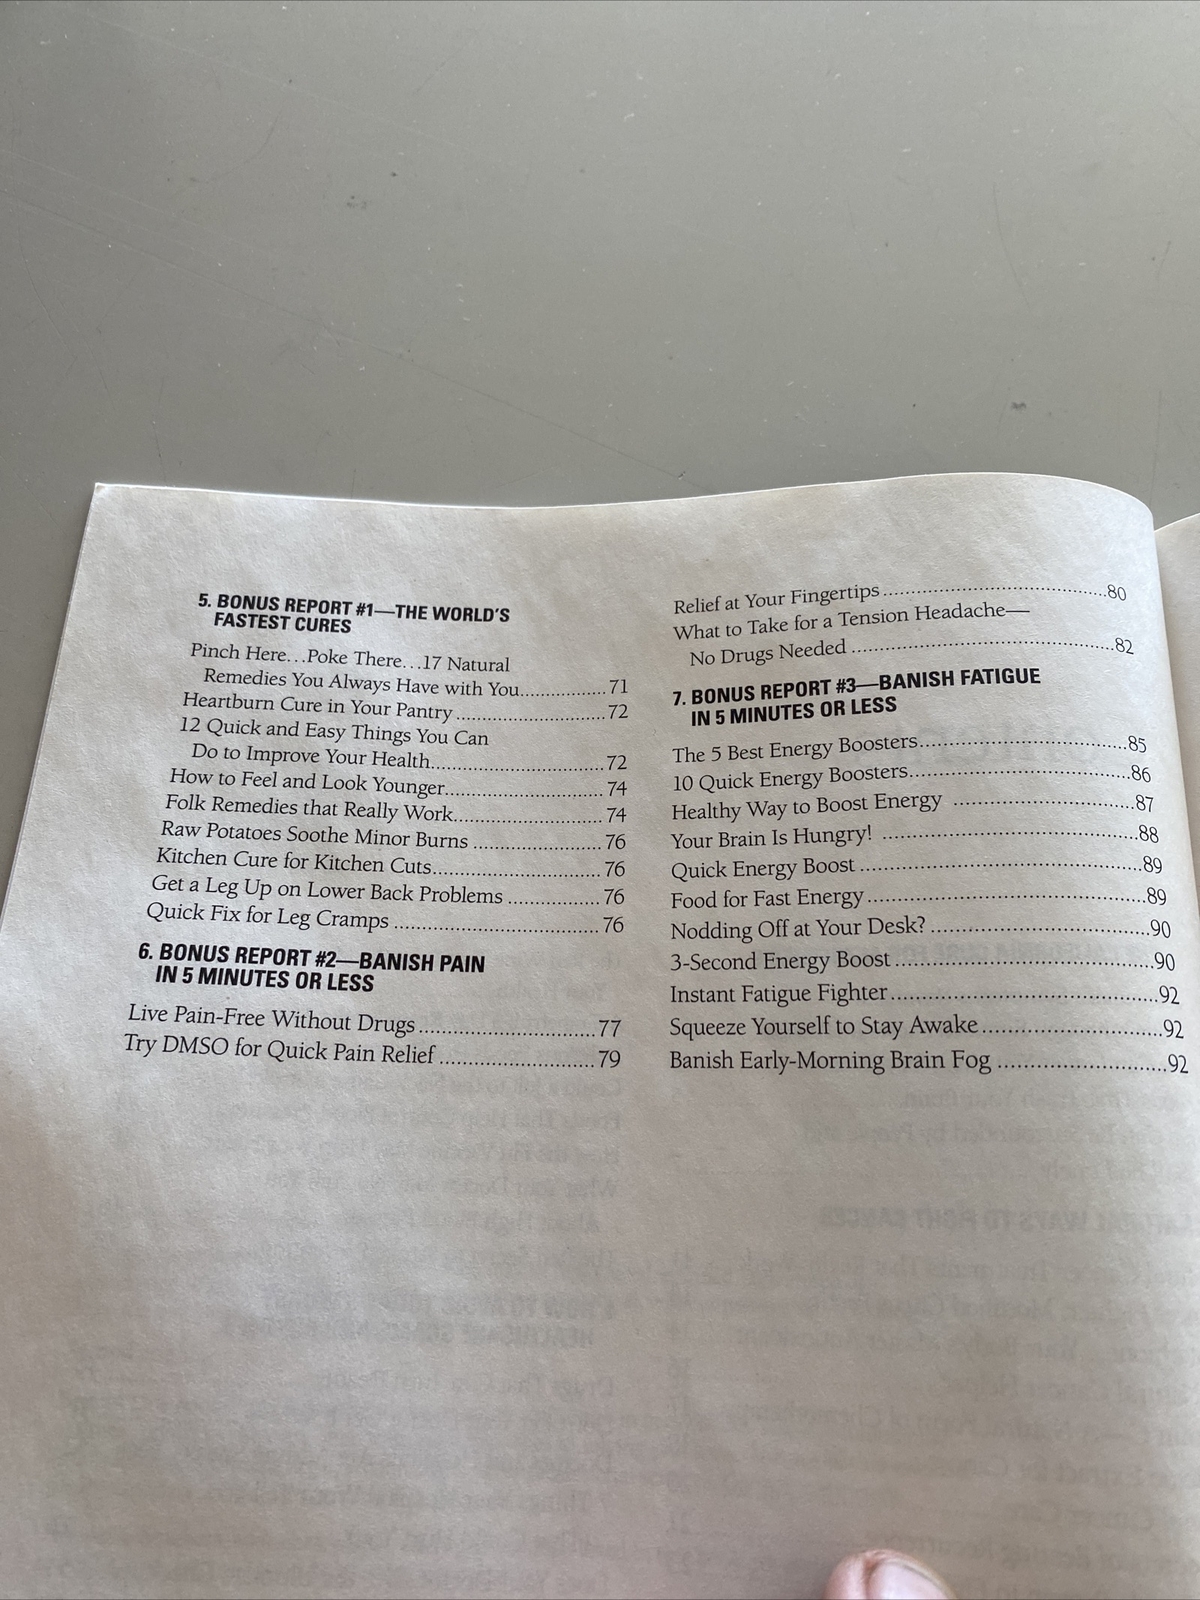 5. BONUS REPORT #1—THE WORLD'S
FASTEST CURES
Pinch Here...Poke There...17 Natural
Remedies You Always Have with You..............71
Heartburn Cure in Your Pantry............................72
12 Quick and Easy Things You Can
Do to Improve Your Health................................72
How to Feel and Look Younger.............................74
Folk Remedies that Really Work...........................74
Raw Potatoes Soothe Minor Burns .......................76
Kitchen Cure for Kitchen Cuts..............................76
Get a Leg Up on Lower Back Problems ................76
Quick Fix for Leg Cramps ....................................76
6. BONUS REPORT #2—BANISH PAIN
IN 5 MINUTES OR LESS
Live Pain-Free Without Drugs..............................77
Try DMSO for Quick Pain Relief...........................79
Relief at Your Fingertips.......................................80
What to Take for a Tension Headache—
No Drugs Needed .............................................82
7. BONUS REPORT #3—BANISH FATIGUE
IN 5 MINUTES OR LESS
The 5 Best Energy Boosters...................................85
10 Quick Energy Boosters.....................................86
Healthy Way to Boost Energy ..............................87
Your Brain Is Hungry! ..........................................88
Quick Energy Boost ..............................................89
Food for Fast Energy.............................................89
Nodding Off at Your Desk?...................................90
3-Second Energy Boost.........................................90
Instant Fatigue Fighter..........................................92
Squeeze Yourself to Stay Awake............................92
Banish Early-Morning Brain Fog ..........................92